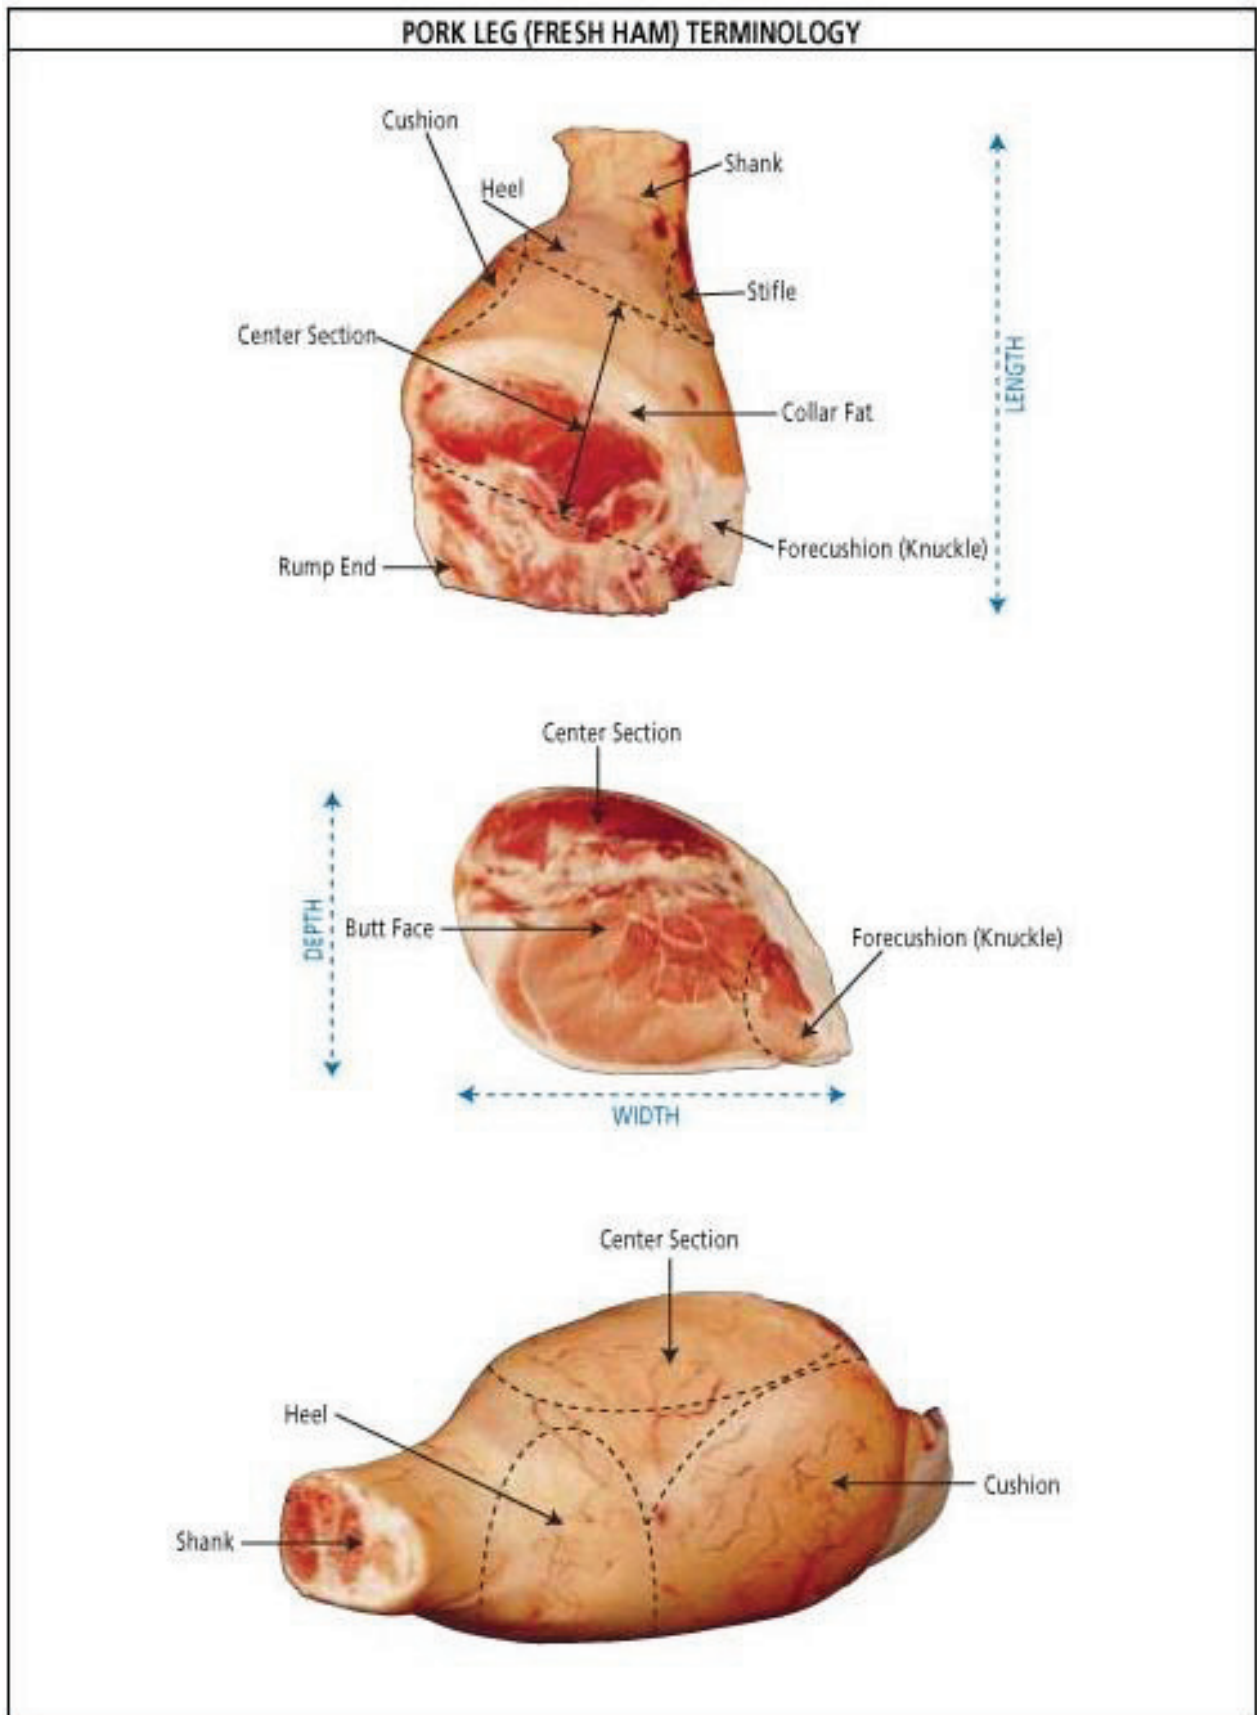 PORK LEG (FRESH HAM) TERMINOLOGY
Cushion
Shank
Heel
Stifle
Center Section
LENGTH
Collar Fat
Forecushion (Knuckle)
Rump End
Center Section
DEPTH
Butt Face
Forecushion (Knuckle)
WIDTH
Center Section
Heel
Cushion
Shank